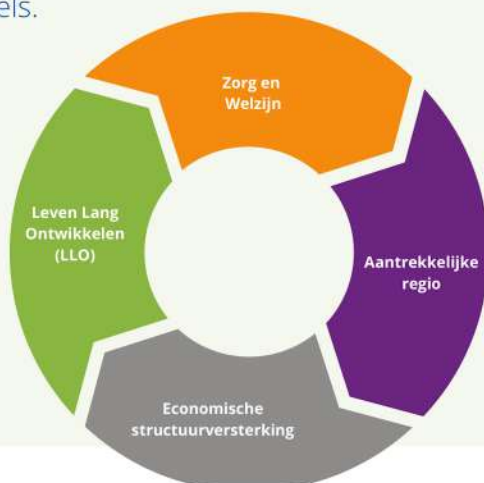 els.
Zorg en
Welzijn
Leven Lang
Ontwikkelen
(LLO)
Aantrekkelijke
regio
Economische
structuurversterking